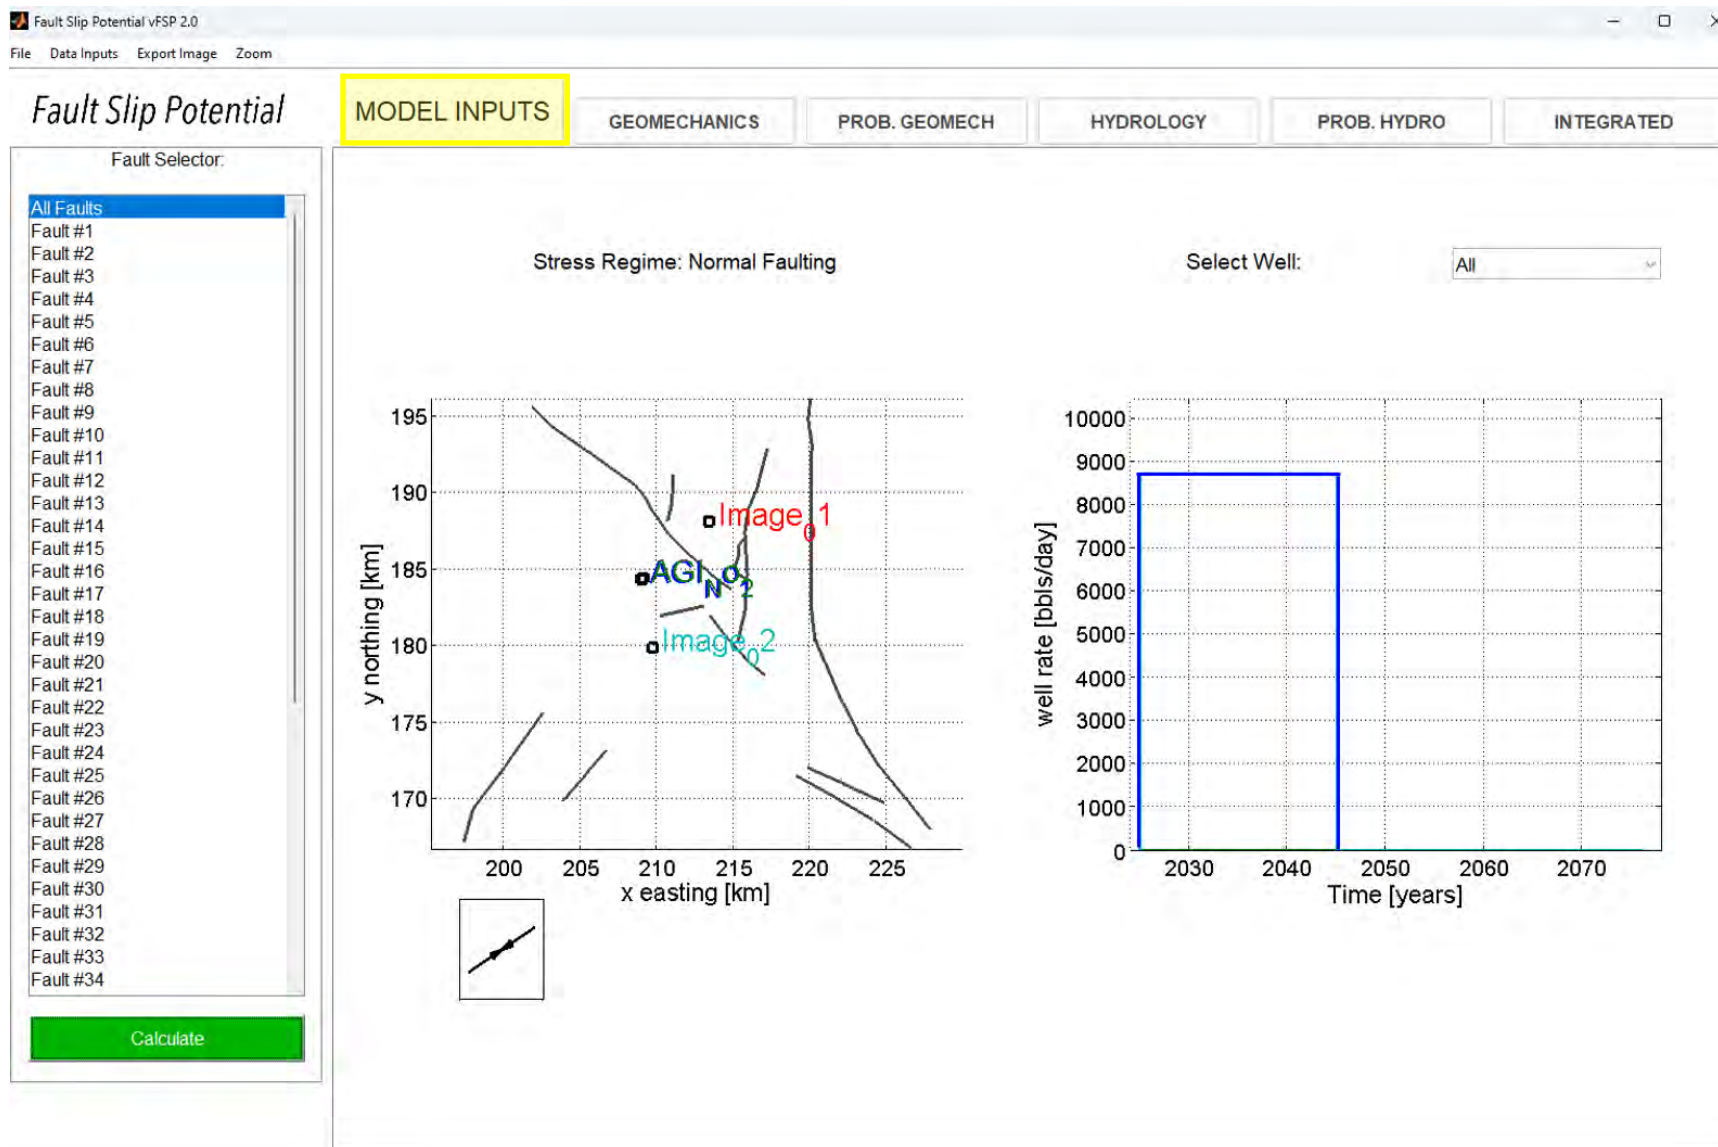 Fault Slip Potential vFSP 2.0
File Data Inputs Export Image Zoom
Fault Slip Potential
MODEL INPUTS GEOMECHANICS PROB. GEOMECH HYDROLOGY PROB. HYDRO INTEGRATED
Fault Selector:
All Faults
Fault #1
Fault #2
Fault #3
Fault #4
Fault #5
Fault #6
Fault #7
Fault #8
Fault #9
Fault #10
Fault #11
Fault #12
Fault #13
Fault #14
Fault #15
Fault #16
Fault #17
Fault #18
Fault #19
Fault #20
Fault #21
Fault #22
Fault #23
Fault #24
Fault #25
Fault #26
Fault #27
Fault #28
Fault #29
Fault #30
Fault #31
Fault #32
Fault #33
Fault #34
Calculate
Stress Regime: Normal Faulting
Select Well: All
195
190
185
180
175
170
y northing [km]
Image_01
AGI
Image_02
200 205 210 215 220 225
x easting [km]
10000
9000
8000
7000
6000
5000
4000
3000
2000
1000
0
well rate [bbls/day]
2030 2040 2050 2060 2070
Time [years]